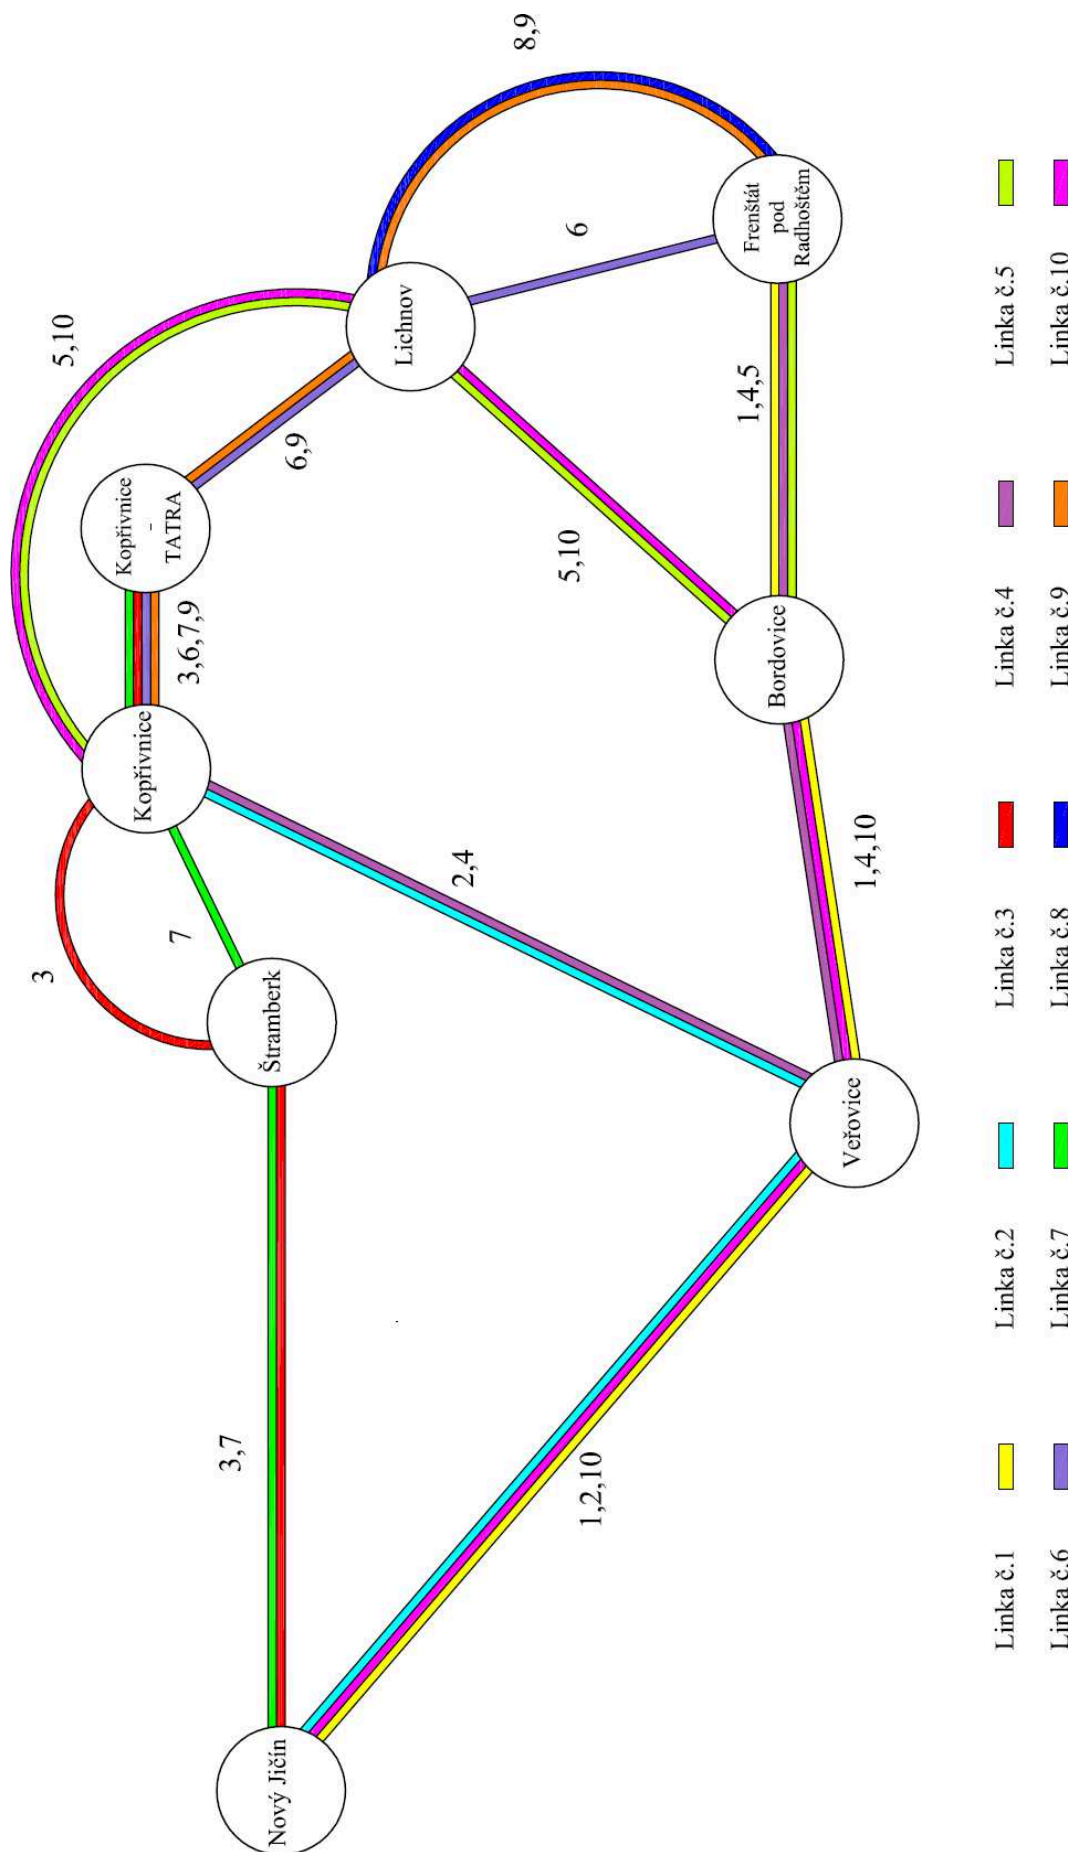 3
5,10
Kopřivnice
-
TATRA
Kopřivnice
7
3,6,7,9
3,7
Štramberk
Nový Jičín
6,9
Lichnov
2,4
8,9
5,10
6
1,2,10
1,4,5
Frenštát
pod
Radhoštěm
Bordovice
Veřovice
1,4,10
Linka č.1 Linka č.2 Linka č.3 Linka č.4 Linka č.5
Linka č.6 Linka č.7 Linka č.8 Linka č.9 Linka č.10